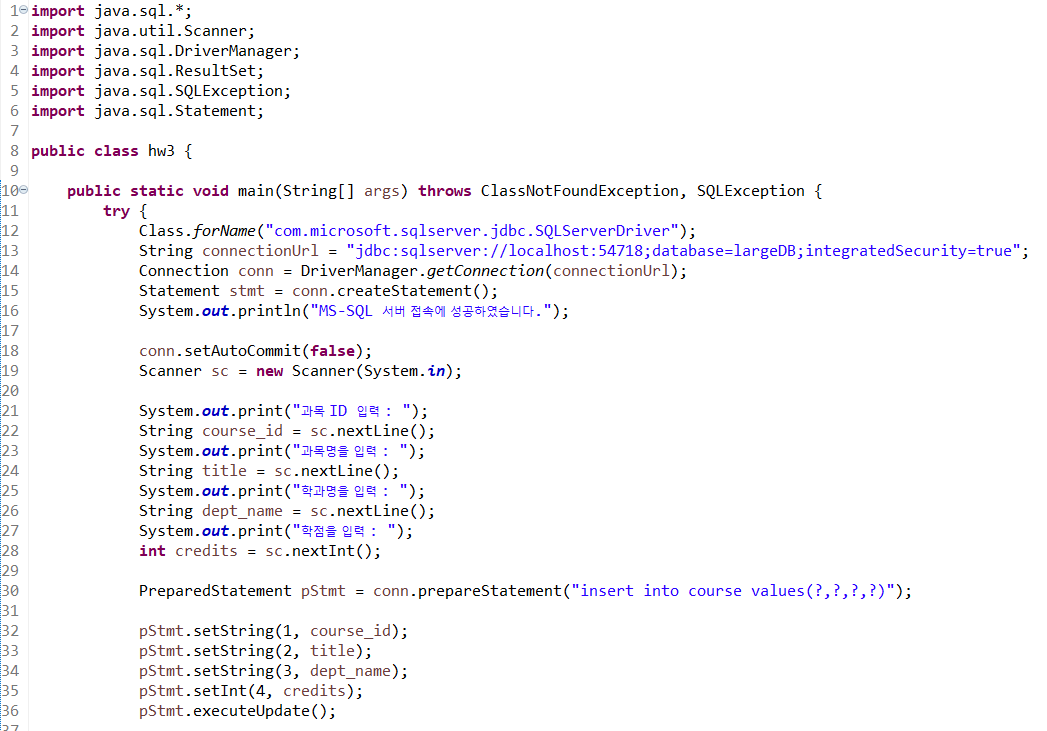 1 import java.sql.*;
2 import java.util.Scanner;
3 import java.sql.DriverManager;
4 import java.sql.ResultSet;
5 import java.sql.SQLException;
6 import java.sql.Statement;
7
8 public class hw3 {
9
10 public static void main(String[] args) throws ClassNotFoundException, SQLException {
11 try {
12 Class.forName("com.microsoft.sqlserver.jdbc.SQLServerDriver");
13 String connectionUrl = "jdbc:sqlserver://localhost:54718;database=largeDB;integratedSecurity=true";
14 Connection conn = DriverManager.getConnection(connectionUrl);
15 Statement stmt = conn.createStatement();
16 System.out.println("MS-SQL 서버 접속에 성공하였습니다.");
17
18 conn.setAutoCommit(false);
19 Scanner sc = new Scanner(System.in);
20
21 System.out.print("과목 ID 입력 : ");
22 String course_id = sc.nextLine();
23 System.out.print("과목명을 입력 : ");
24 String title = sc.nextLine();
25 System.out.print("학과명을 입력 : ");
26 String dept_name = sc.nextLine();
27 System.out.print("학점을 입력 : ");
28 int credits = sc.nextInt();
29
30 PreparedStatement pStmt = conn.prepareStatement("insert into course values(?,?,?,?)");
31
32 pStmt.setString(1, course_id);
33 pStmt.setString(2, title);
34 pStmt.setString(3, dept_name);
35 pStmt.setInt(4, credits);
36 pStmt.executeUpdate();
37